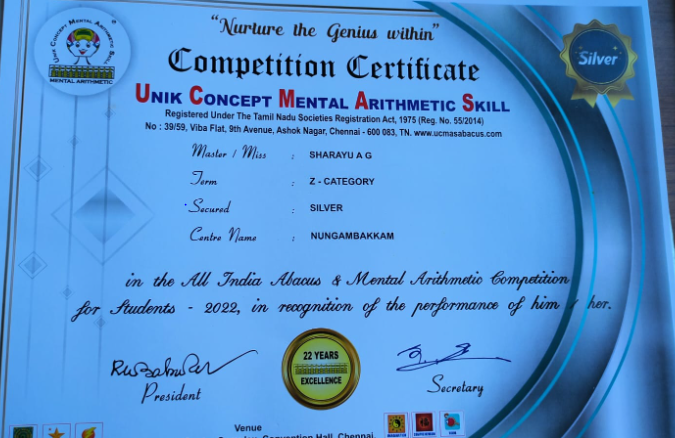 "Nurture the Genius within"
Competition Certificate
Silver
UNIK CONCEPT MENTAL ARITHMETIC SKILL
MENTAL ARITHMETIC
UNIK CONCEPT MENTAL ARITHMETIC SKILL
Registered Under The Tamil Nadu Societies Registration Act, 1975 (Reg. No. 55/2014)
No : 39/59, Viba Flat, 9th Avenue, Ashok Nagar, Chennai - 600 083, TN. www.ucmasabacus.com
Master / Miss : SHARAYU A G
Term : Z - CATEGORY
Secured : SILVER
Centre Name : NUNGAMBAKKAM
in the All India Abacus & Mental Arithmetic Competition
for Students - 2022, in recognition of the performance of him / her.
22 YEARS
EXCELLENCE
President
Secretary
Venue
Convention Hall, Chennai